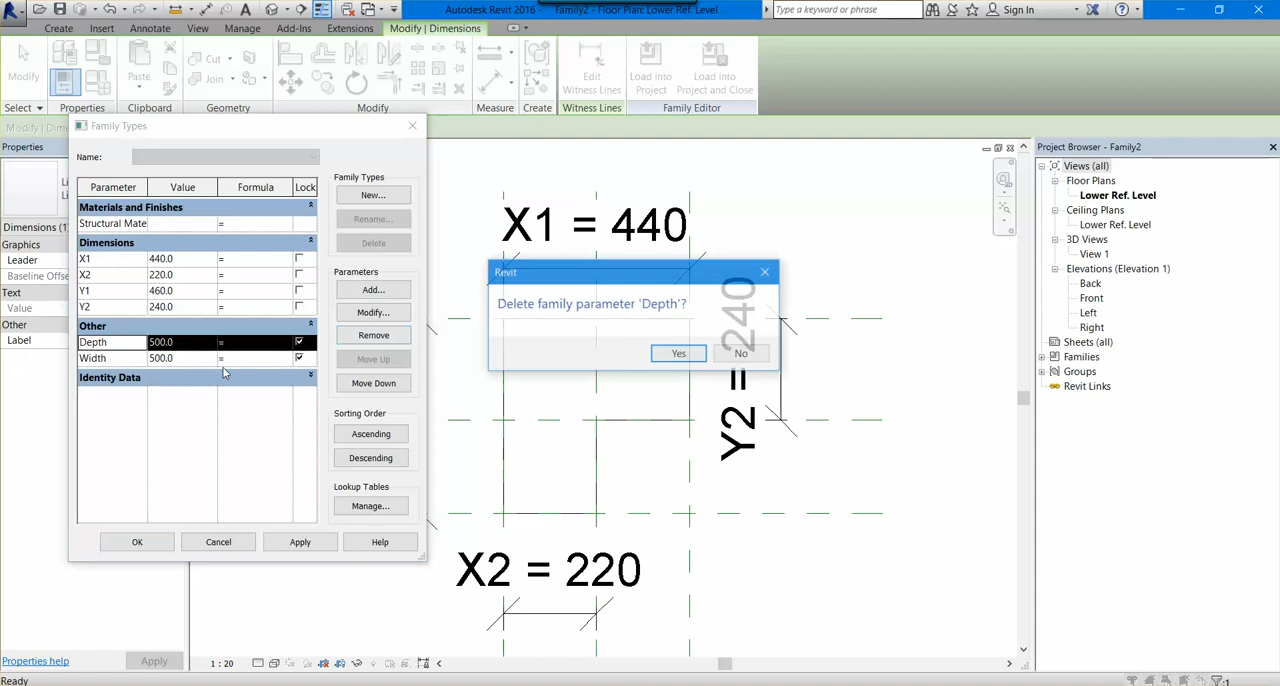 Autodesk Revit 2016 - Family2 - Floor Plan: Lower Ref. Level
Type a keyword or phrase
Sign In
Create Insert Annotate View Manage Add-Ins Extensions Modify | Dimensions
Modify
Paste
Cut
Join
Edit
Witness Lines
Load into
Project
Load into
Project and Close
Select Properties Clipboard Geometry Modify Measure Create Witness Lines Family Editor
Modify | Dim
Properties
Dimensions (1
Graphics
Leader
Baseline Offse
Text
Value
Other
Label
Properties help
Apply
Family Types
Name:
Parameter Value Formula Lock
Materials and Finishes
Structural Mate =
Dimensions
X1 440.0 =
X2 220.0 =
Y1 460.0 =
Y2 240.0 =
Other
Depth 500.0 =
Width 500.0 =
Identity Data
Family Types
New...
Rename...
Delete
Parameters
Add...
Modify...
Remove
Move Up
Move Down
Sorting Order
Ascending
Descending
Lookup Tables
Manage...
OK Cancel Apply Help
X1 = 440
Revit
Delete family parameter 'Depth'?
Yes No
Y2 = 240
X2 = 220
Project Browser - Family2
Views (all)
Floor Plans
Lower Ref. Level
Ceiling Plans
Lower Ref. Level
3D Views
View 1
Elevations (Elevation 1)
Back
Front
Left
Right
Sheets (all)
Families
Groups
Revit Links
1 : 20
Ready
:1